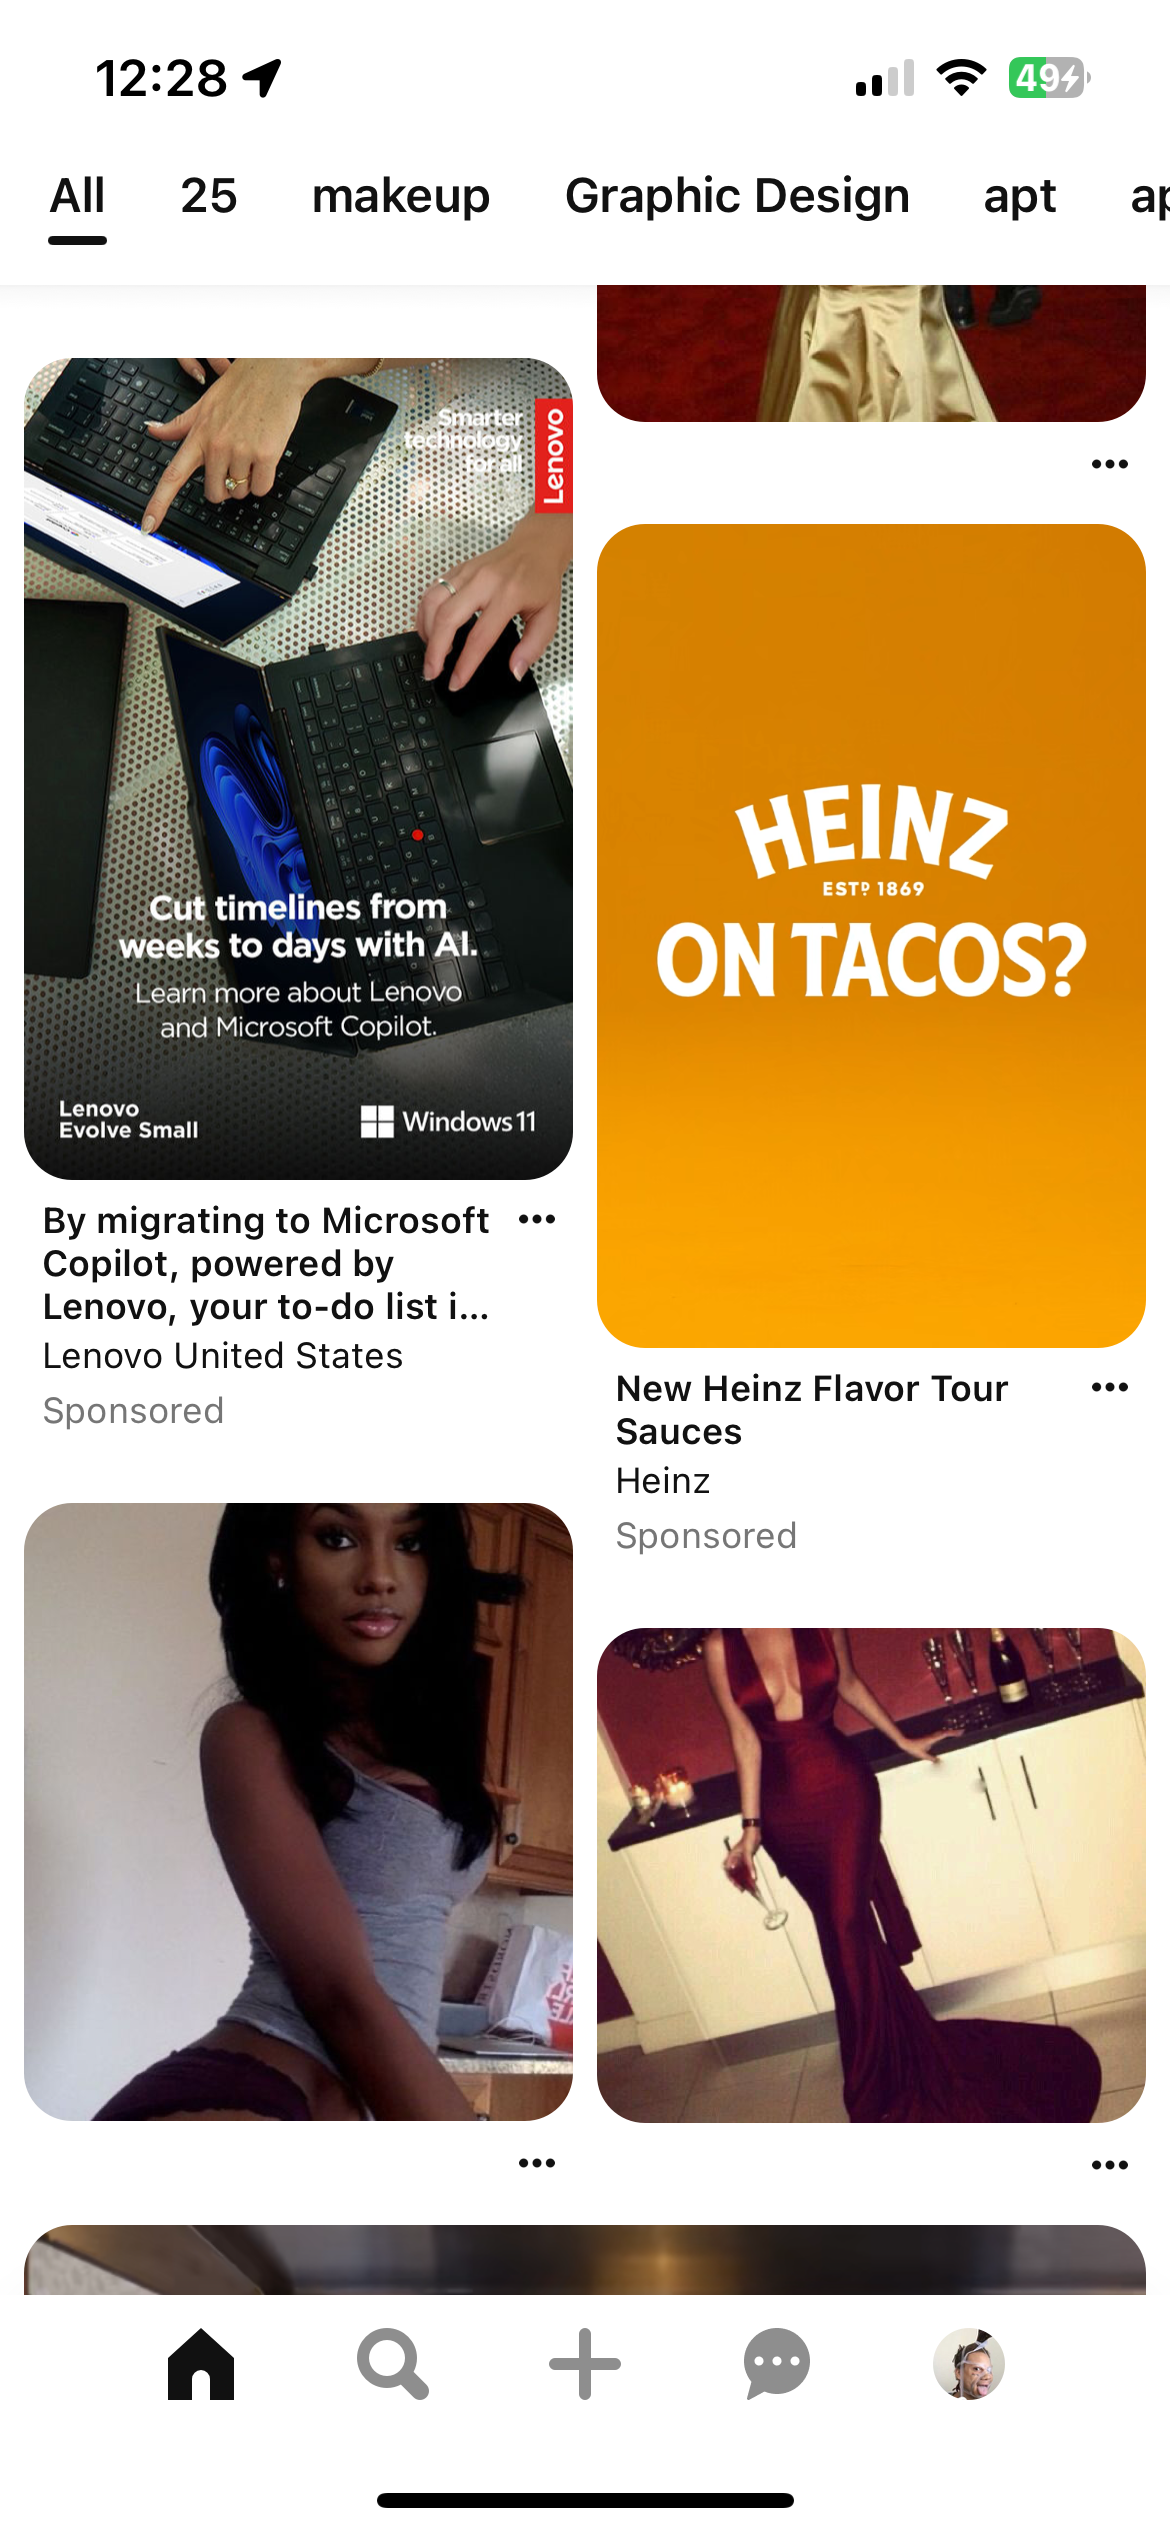 12:28
49
All 25 makeup Graphic Design apt ap
Smarter
technology
for all
Lenovo
Cut timelines from
weeks to days with AI.
Learn more about Lenovo
and Microsoft Copilot.
Lenovo
Evolve Small
Windows 11
By migrating to Microsoft
Copilot, powered by
Lenovo, your to-do list i...
Lenovo United States
Sponsored
HEINZ
ESTD 1869
ON TACOS?
New Heinz Flavor Tour
Sauces
Heinz
Sponsored